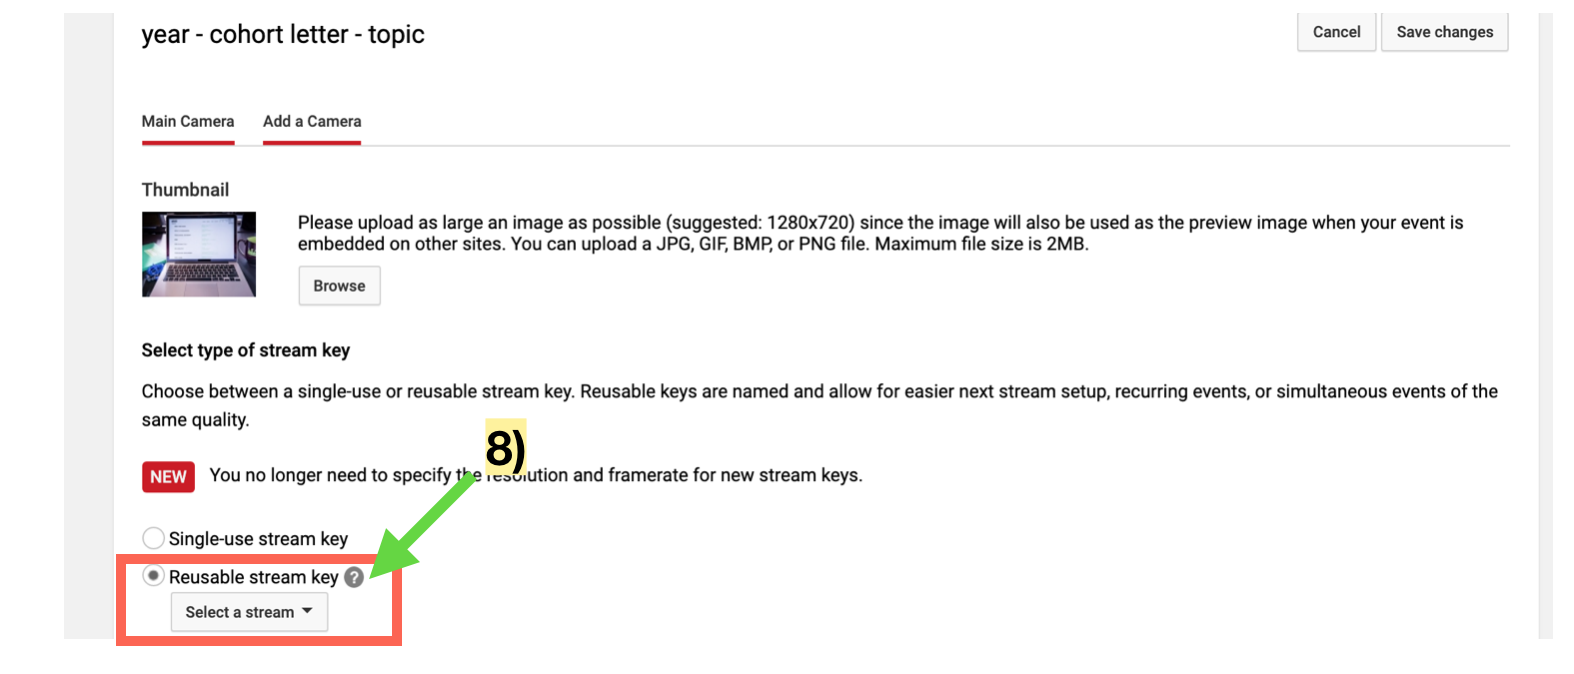 year - cohort letter - topic
Cancel
Save changes
Main Camera
Add a Camera
Thumbnail
Please upload as large an image as possible (suggested: 1280x720) since the image will also be used as the preview image when your event is
embedded on other sites. You can upload a JPG, GIF, BMP, or PNG file. Maximum file size is 2MB.
Browse
Select type of stream key
Choose between a single-use or reusable stream key. Reusable keys are named and allow for easier next stream setup, recurring events, or simultaneous events of the
same quality.
8)
NEW You no longer need to specify the resolution and framerate for new stream keys.
Single-use stream key
Reusable stream key ?
Select a stream